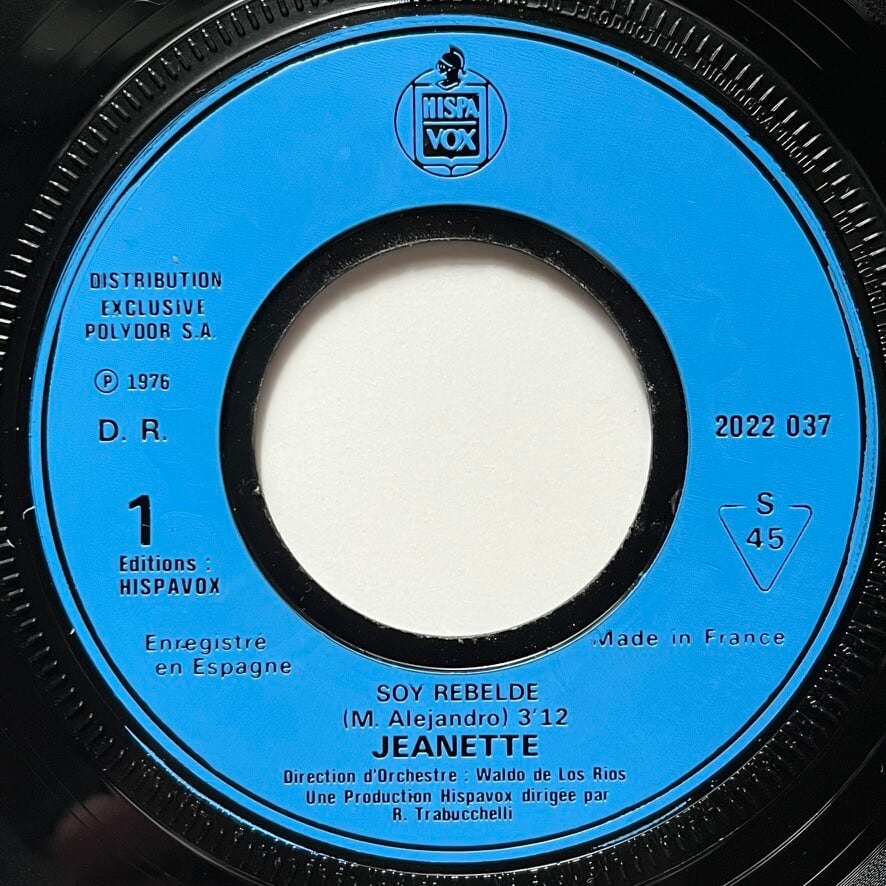 HISPA
VOX
DISTRIBUTION
EXCLUSIVE
POLYDOR S.A.
℗ 1976
D. R.
2022 037
1
S
45
Editions :
HISPAVOX
Enregistré
en Espagne
Made in France
SOY REBELDE
(M. Alejandro) 3'12
JEANETTE
Direction d'Orchestre : Waldo de Los Rios
Une Production Hispavox dirigée par
R. Trabucchelli